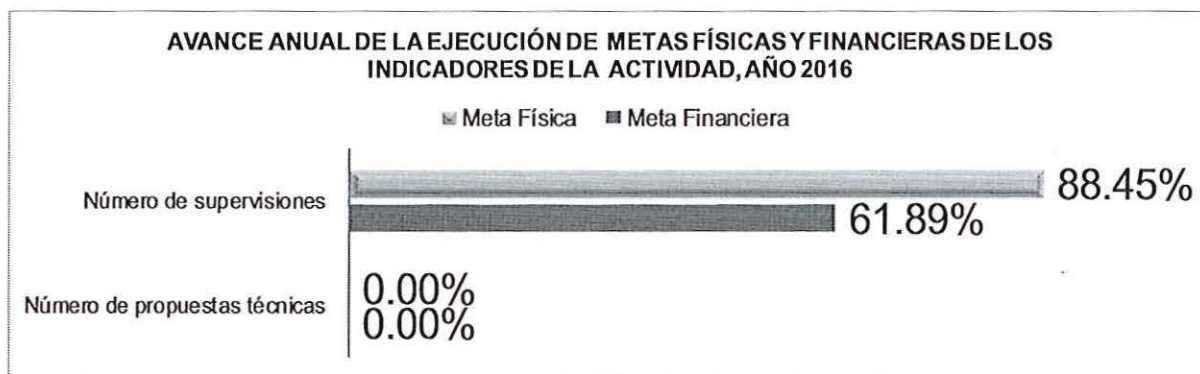 AVANCE ANUAL DE LA EJECUCIÓN DE METAS FÍSICAS Y FINANCIERAS DE LOS
INDICADORES DE LA ACTIVIDAD, AÑO 2016
Meta Física Meta Financiera
Número de supervisiones
88.45%
61.89%
Número de propuestas técnicas
0.00%
0.00%